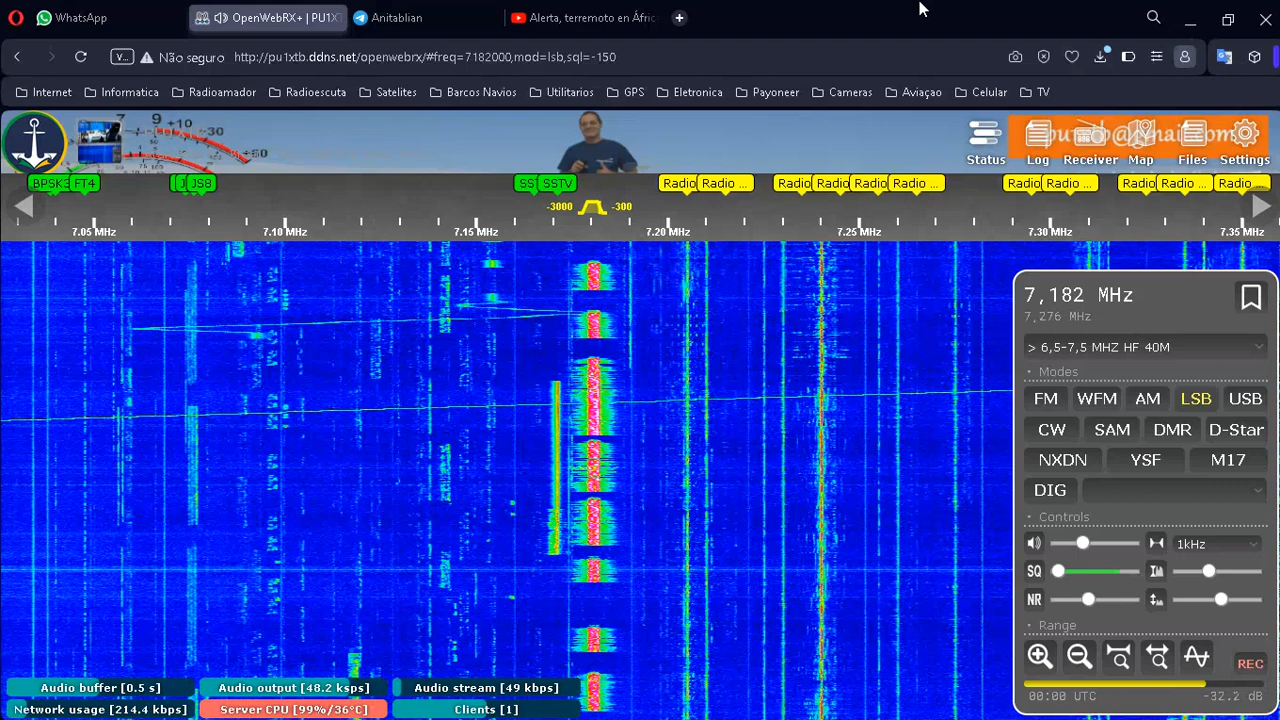 WhatsApp
OpenWebRX+ | PU1XT
Anitablian
Alerta, terremoto en Áfric
V...
Não seguro
http://pu1xtb.ddns.net/openwebrx/#freq=7182000,mod=lsb,sql=-150
Internet
Informatica
Radioamador
Radioescuta
Satelites
Barcos Navios
Utilitarios
GPS
Eletronica
Payoneer
Cameras
Aviaçao
Celular
TV
7 9 +10 +30 +60
Status
Log
Receiver
Map
Files
Settings
BPSK3
FT4
JS8
SST
SSTV
Radio
Radio ...
Radio
Radio
Radio
Radio ...
Radio
Radio ...
Radio
Radio ...
Radio ...
-3000
-300
7.05 MHz
7.10 MHz
7.15 MHz
7.20 MHz
7.25 MHz
7.30 MHz
7.35 MHz
7,182 MHz
7,276 MHz
> 6,5-7,5 MHZ HF 40M
Modes
FM WFM AM LSB USB
CW SAM DMR D-Star
NXDN YSF M17
DIG
Controls
1kHz
SQ
NR
Range
REC
00:00 UTC
-32.2 dB
Audio buffer [0.5 s]
Audio output [48.2 ksps]
Audio stream [49 kbps]
Network usage [214.4 kbps]
Server CPU [99%/36°C]
Clients [1]